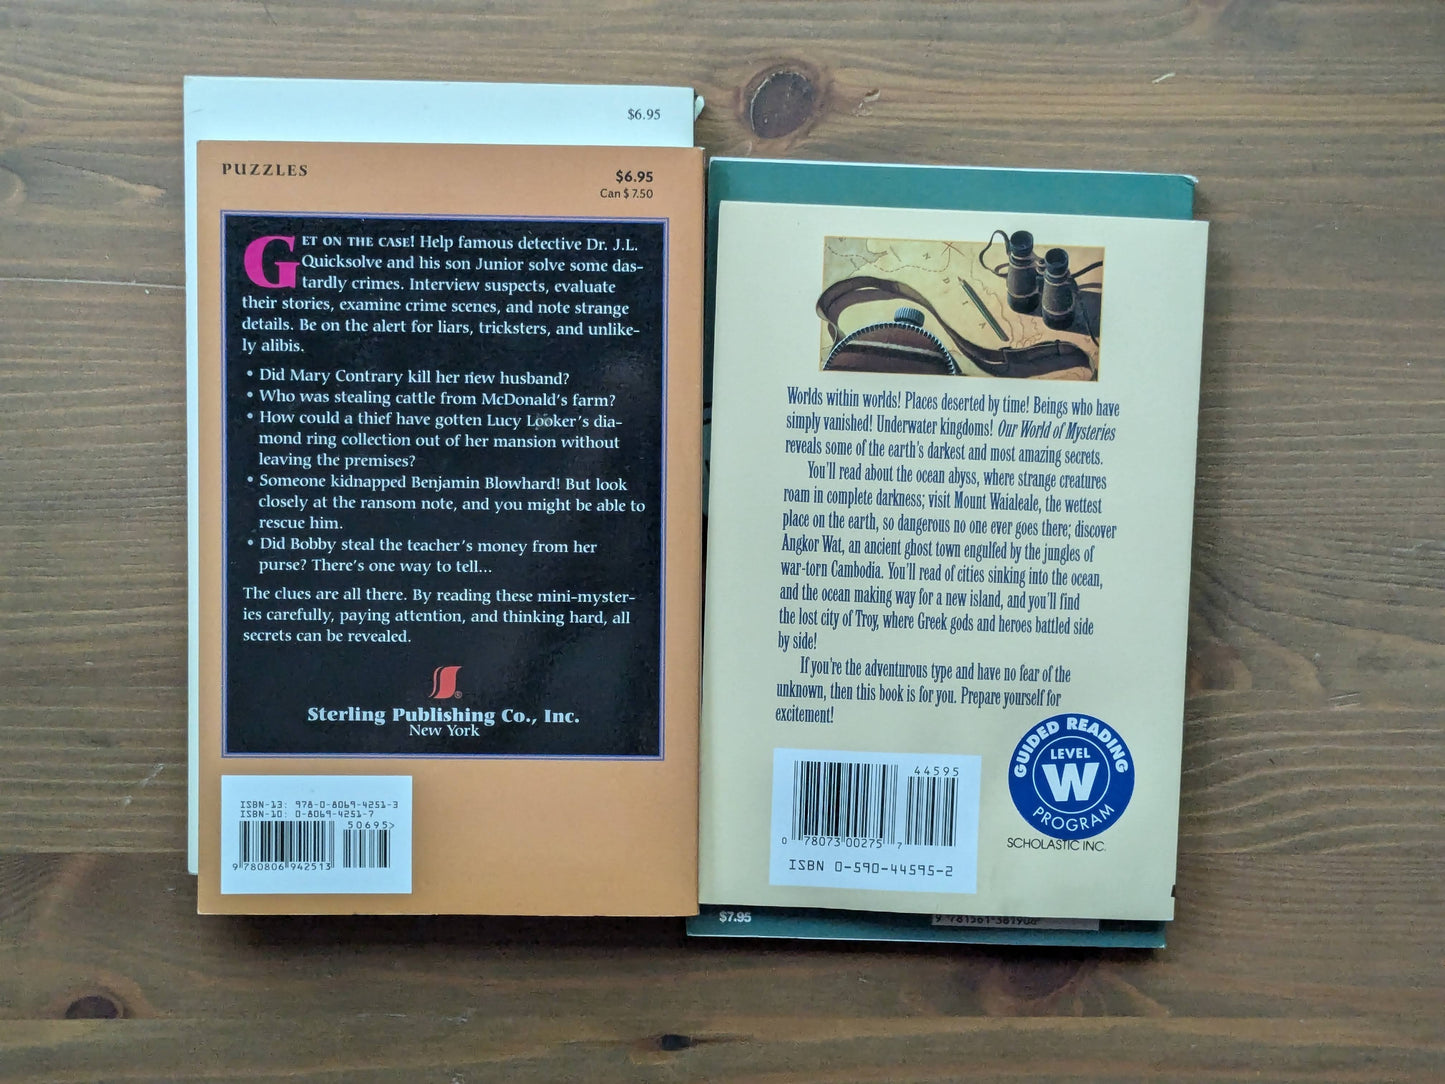 $6.95
PUZZLES
$6.95
Can $ 7.50
GET ON THE CASE! Help famous detective Dr. J.L.
Quicksolve and his son Junior solve some das-
tardly crimes. Interview suspects, evaluate
their stories, examine crime scenes, and note strange
details. Be on the alert for liars, tricksters, and unlike-
ly alibis.
• Did Mary Contrary kill her new husband?
• Who was stealing cattle from McDonald's farm?
• How could a thief have gotten Lucy Looker's dia-
mond ring collection out of her mansion without
leaving the premises?
• Someone kidnapped Benjamin Blowhard! But look
closely at the ransom note, and you might be able to
rescue him.
• Did Bobby steal the teacher's money from her
purse? There's one way to tell...
The clues are all there. By reading these mini-myster-
ies carefully, paying attention, and thinking hard, all
secrets can be revealed.
®
Sterling Publishing Co., Inc.
New York
ISBN-13: 978-0-8069-4251-3
ISBN-10: 0-8069-4251-7
50695>
9 780806 942513
N D I A
Worlds within worlds! Places deserted by time! Beings who have
simply vanished! Underwater kingdoms! Our World of Mysteries
reveals some of the earth's darkest and most amazing secrets.
You'll read about the ocean abyss, where strange creatures
roam in complete darkness; visit Mount Waialeale, the wettest
place on the earth, so dangerous no one ever goes there; discover
Angkor Wat, an ancient ghost town engulfed by the jungles of
war-torn Cambodia. You'll read of cities sinking into the ocean,
and the ocean making way for a new island, and you'll find
the lost city of Troy, where Greek gods and heroes battled side
by side!
If you're the adventurous type and have no fear of the
unknown, then this book is for you. Prepare yourself for
excitement!
44595
0 78073 00275 7
ISBN 0-590-44595-2
GUIDED READING
LEVEL
W
PROGRAM
SCHOLASTIC INC.
$7.95